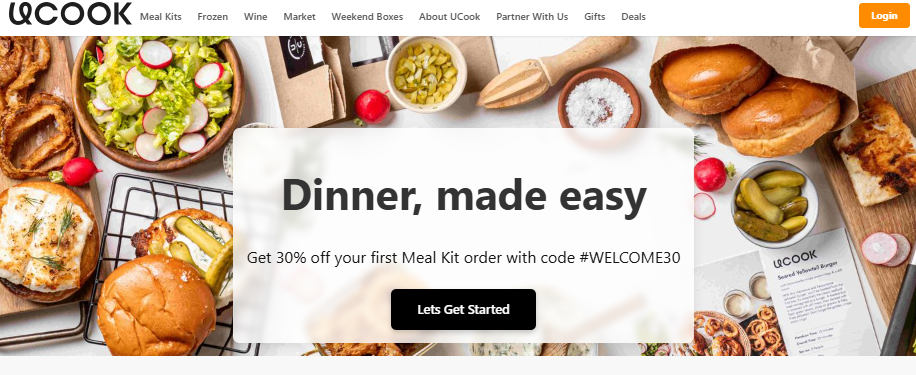 UCOOK
Meal Kits Frozen Wine Market Weekend Boxes About UCook Partner With Us Gifts Deals
Login
Dinner, made easy
Get 30% off your first Meal Kit order with code #WELCOME30
Lets Get Started
UCOOK
Seared Yellowtail Burger